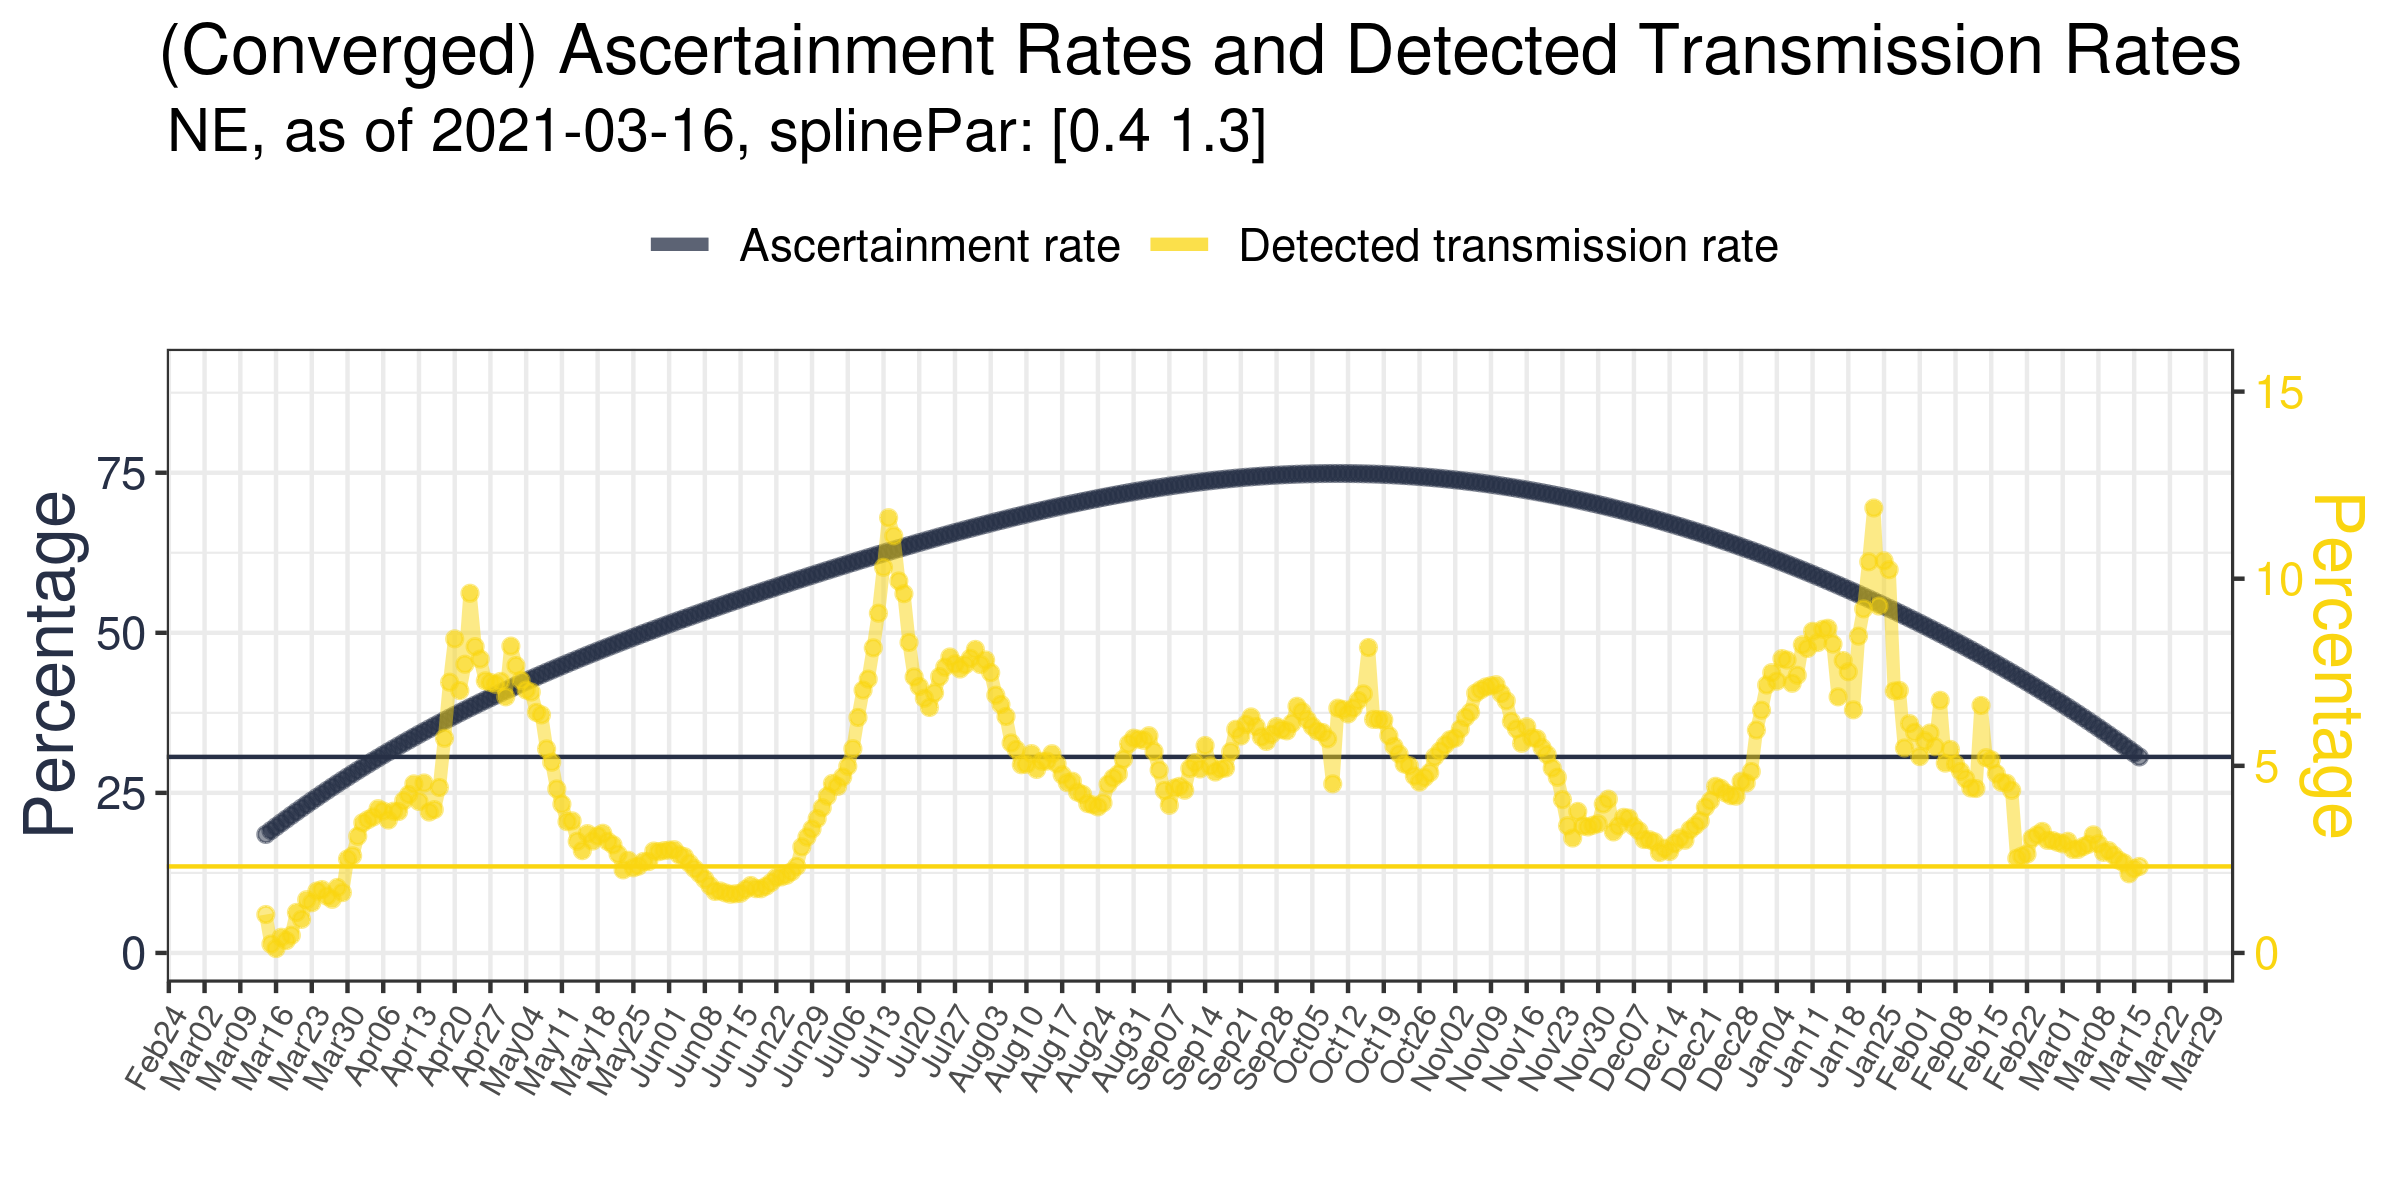 (Converged) Ascertainment Rates and Detected Transmission Rates
NE, as of 2021-03-16, splinePar: [0.4 1.3]
Ascertainment rate Detected transmission rate
Percentage
75
50
25
0
15
10
5
0
Percentage
Feb24 Mar02 Mar09 Mar16 Mar23 Mar30 Apr06 Apr13 Apr20 Apr27 May04 May11 May18 May25 Jun01 Jun08 Jun15 Jun22 Jun29 Jul06 Jul13 Jul20 Jul27 Aug03 Aug10 Aug17 Aug24 Aug31 Sep07 Sep14 Sep21 Sep28 Oct05 Oct12 Oct19 Oct26 Nov02 Nov09 Nov16 Nov23 Nov30 Dec07 Dec14 Dec21 Dec28 Jan04 Jan11 Jan18 Jan25 Feb01 Feb08 Feb15 Feb22 Mar01 Mar08 Mar15 Mar22 Mar29